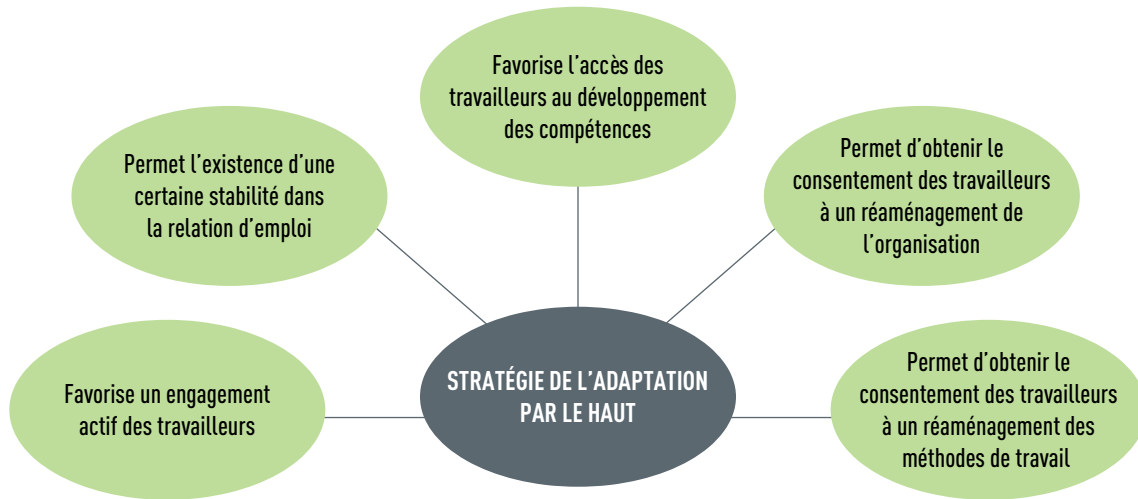 Favorise l'accès des
travailleurs au développement
des compétences
Permet l'existence d'une
certaine stabilité dans
la relation d'emploi
Permet d'obtenir le
consentement des travailleurs
à un réaménagement de
l'organisation
Favorise un engagement
actif des travailleurs
STRATÉGIE DE L'ADAPTATION
PAR LE HAUT
Permet d'obtenir le
consentement des travailleurs
à un réaménagement des
méthodes de travail